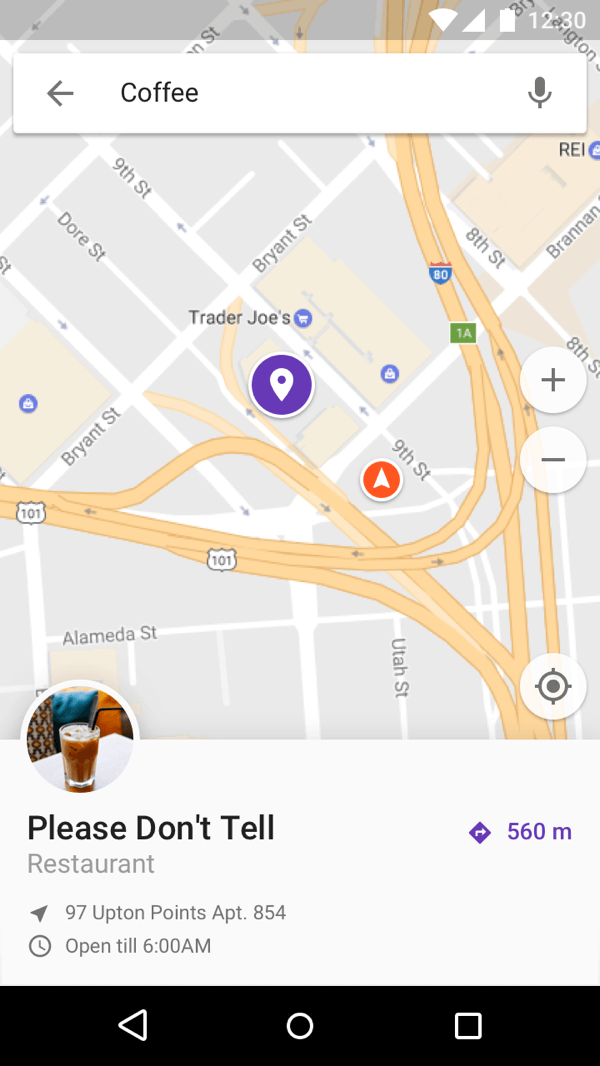 12:30
on St
Coffee
REI
9th St
Dore St
Bryant St
8th St
Brannan
80
Trader Joe's
1A
8th St
Bryant St
9th St
101
101
Alameda St
Utah St
Please Don't Tell
560 m
Restaurant
97 Upton Points Apt. 854
Open till 6:00AM